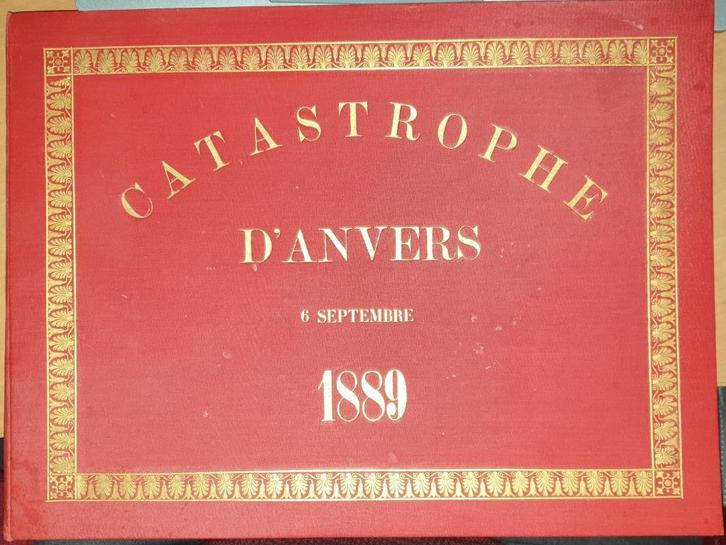 CATASTROPHE
D'ANVERS
6 SEPTEMBRE
1889